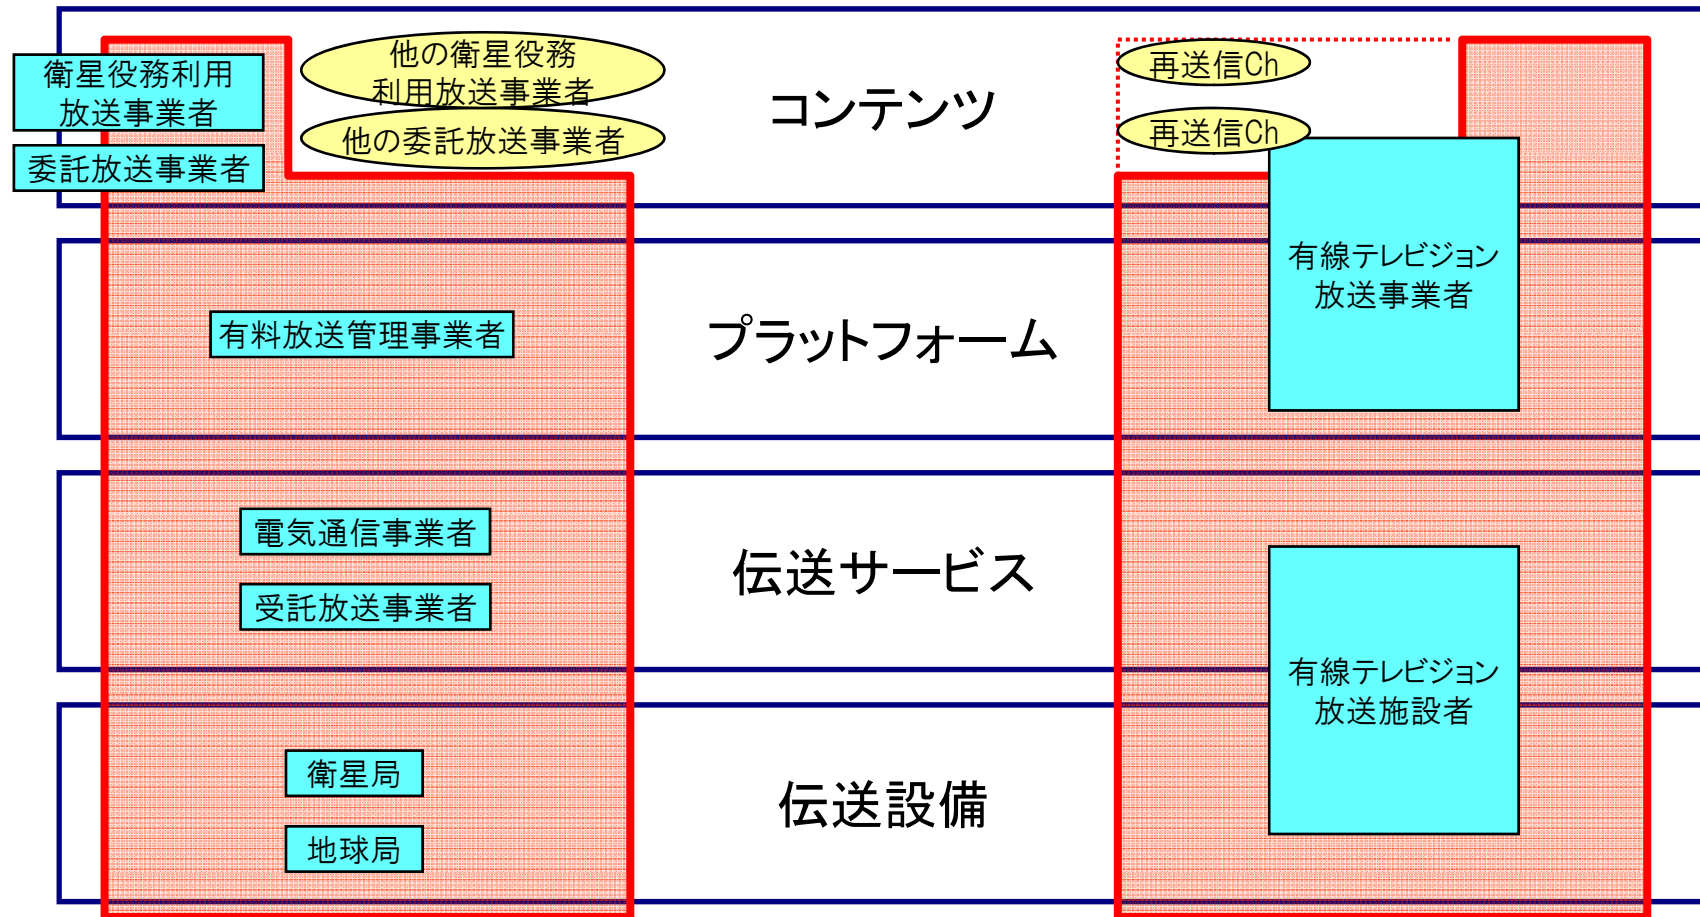 衛星役務利用
放送事業者
委託放送事業者
他の衛星役務
利用放送事業者
他の委託放送事業者
コンテンツ
再送信Ch
再送信Ch
有線テレビジョン
放送事業者
有料放送管理事業者
プラットフォーム
電気通信事業者
受託放送事業者
伝送サービス
有線テレビジョン
放送施設者
衛星局
地球局
伝送設備